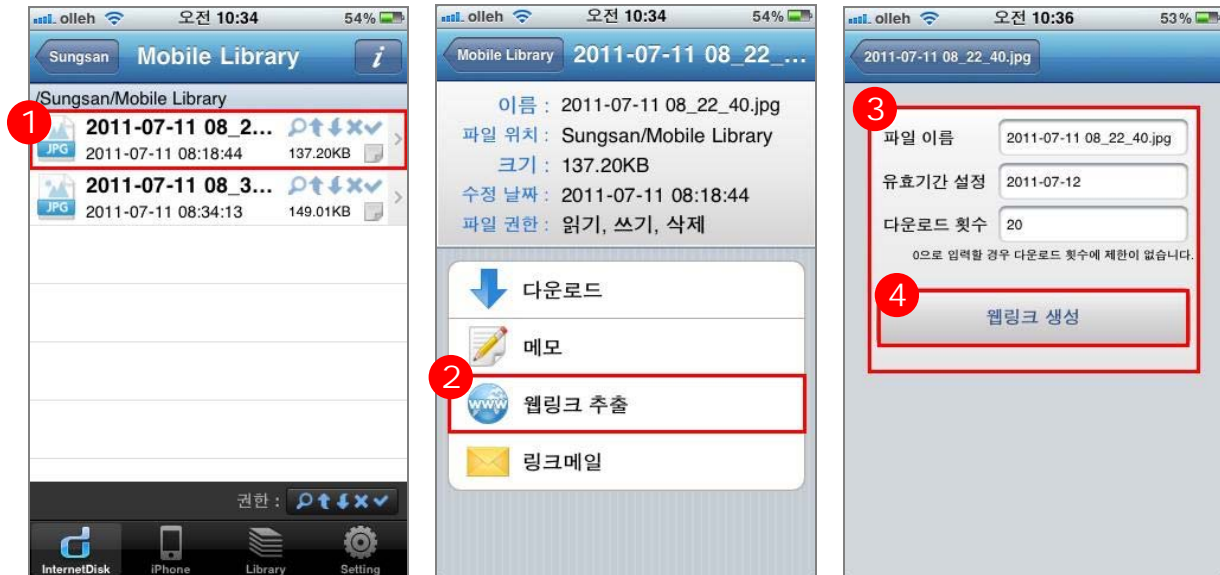 olleh 오전 10:34 54%
Sungsan Mobile Library i
/Sungsan/Mobile Library
1
JPG 2011-07-11 08_2...
2011-07-11 08:18:44 137.20KB
JPG 2011-07-11 08_3...
2011-07-11 08:34:13 149.01KB
권한 :
InternetDisk iPhone Library Setting
olleh 오전 10:34 54%
Mobile Library 2011-07-11 08_22_...
이름 : 2011-07-11 08_22_40.jpg
파일 위치 : Sungsan/Mobile Library
크기 : 137.20KB
수정 날짜 : 2011-07-11 08:18:44
파일 권한 : 읽기, 쓰기, 삭제
다운로드
메모
2
www 웹링크 추출
링크메일
olleh 오전 10:36 53%
2011-07-11 08_22_40.jpg
3
파일 이름 2011-07-11 08_22_40.jpg
유효기간 설정 2011-07-12
다운로드 횟수 20
0으로 입력할 경우 다운로드 횟수에 제한이 없습니다.
4
웹링크 생성